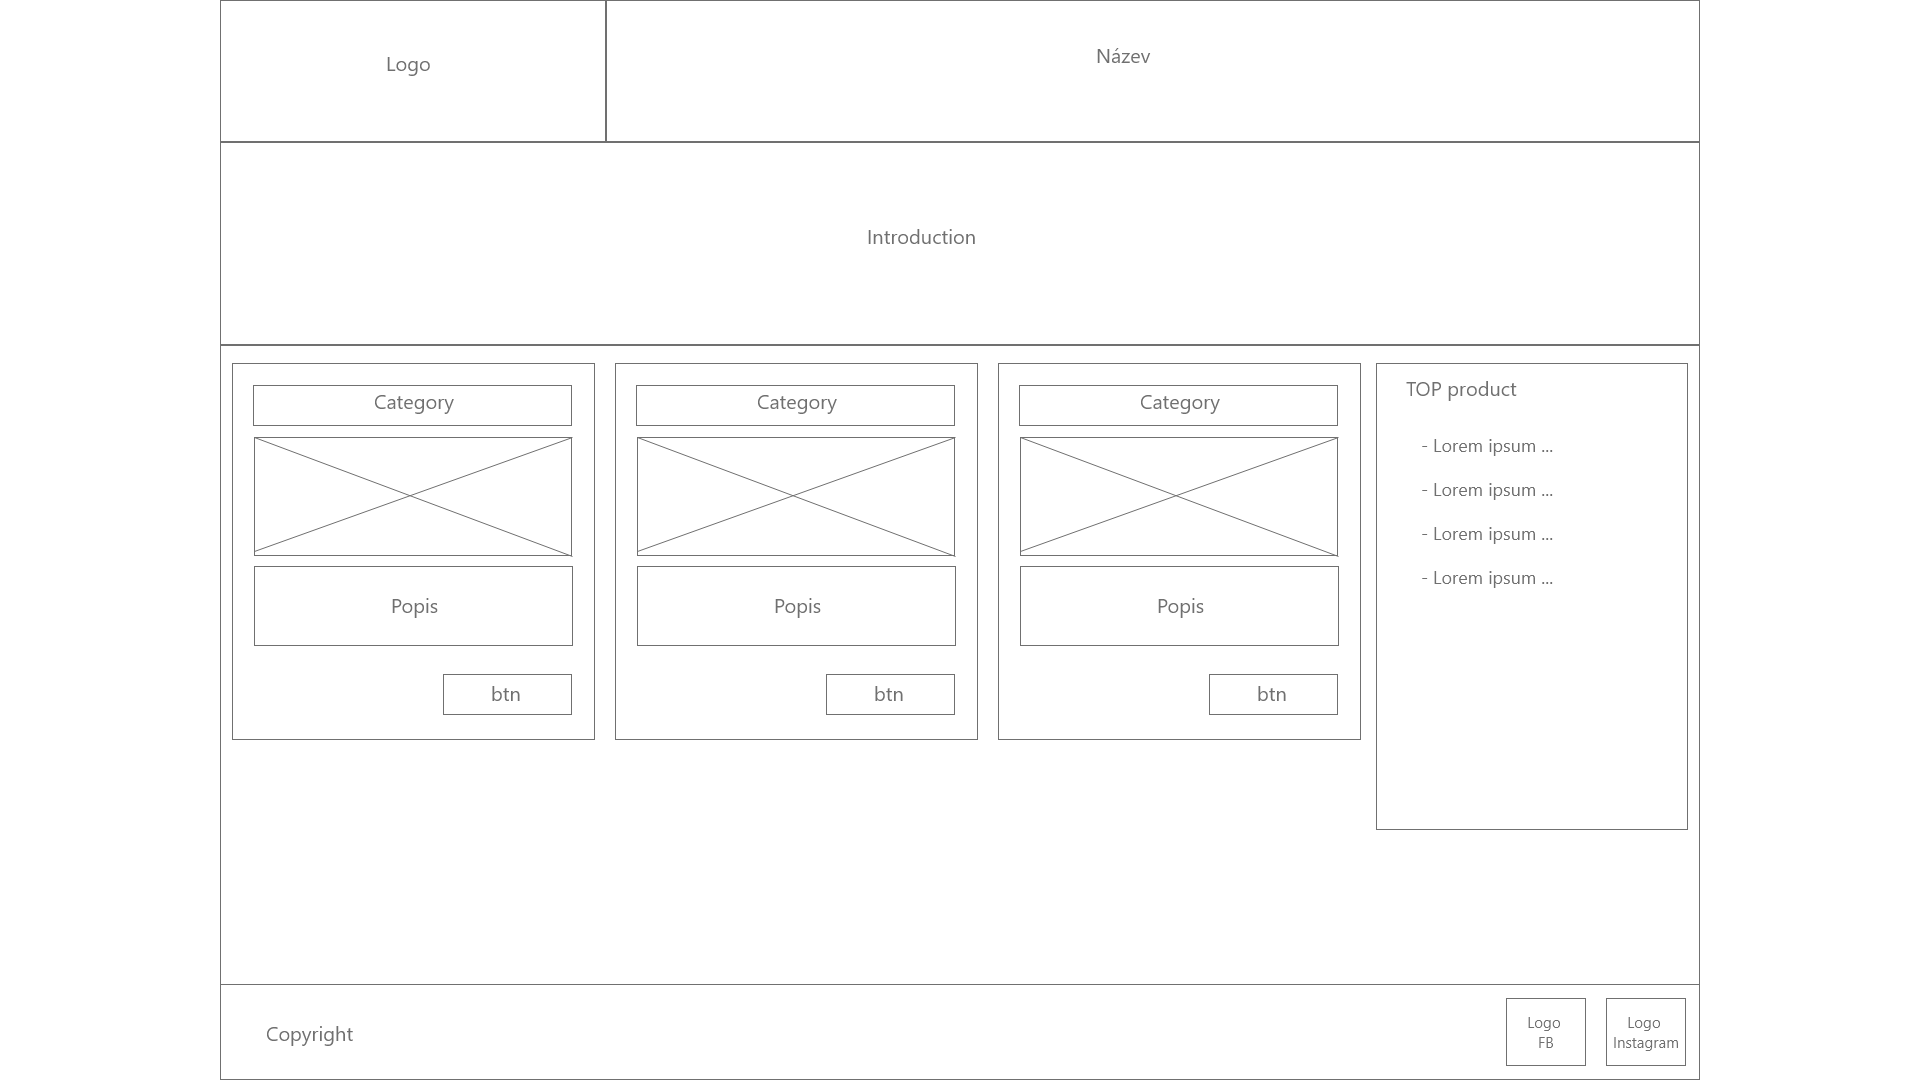 Logo
Název
Introduction
Category
Popis
btn
Category
Popis
btn
Category
Popis
btn
TOP product
- Lorem ipsum ...
- Lorem ipsum ...
- Lorem ipsum ...
- Lorem ipsum ...
Copyright
Logo
FB
Logo
Instagram